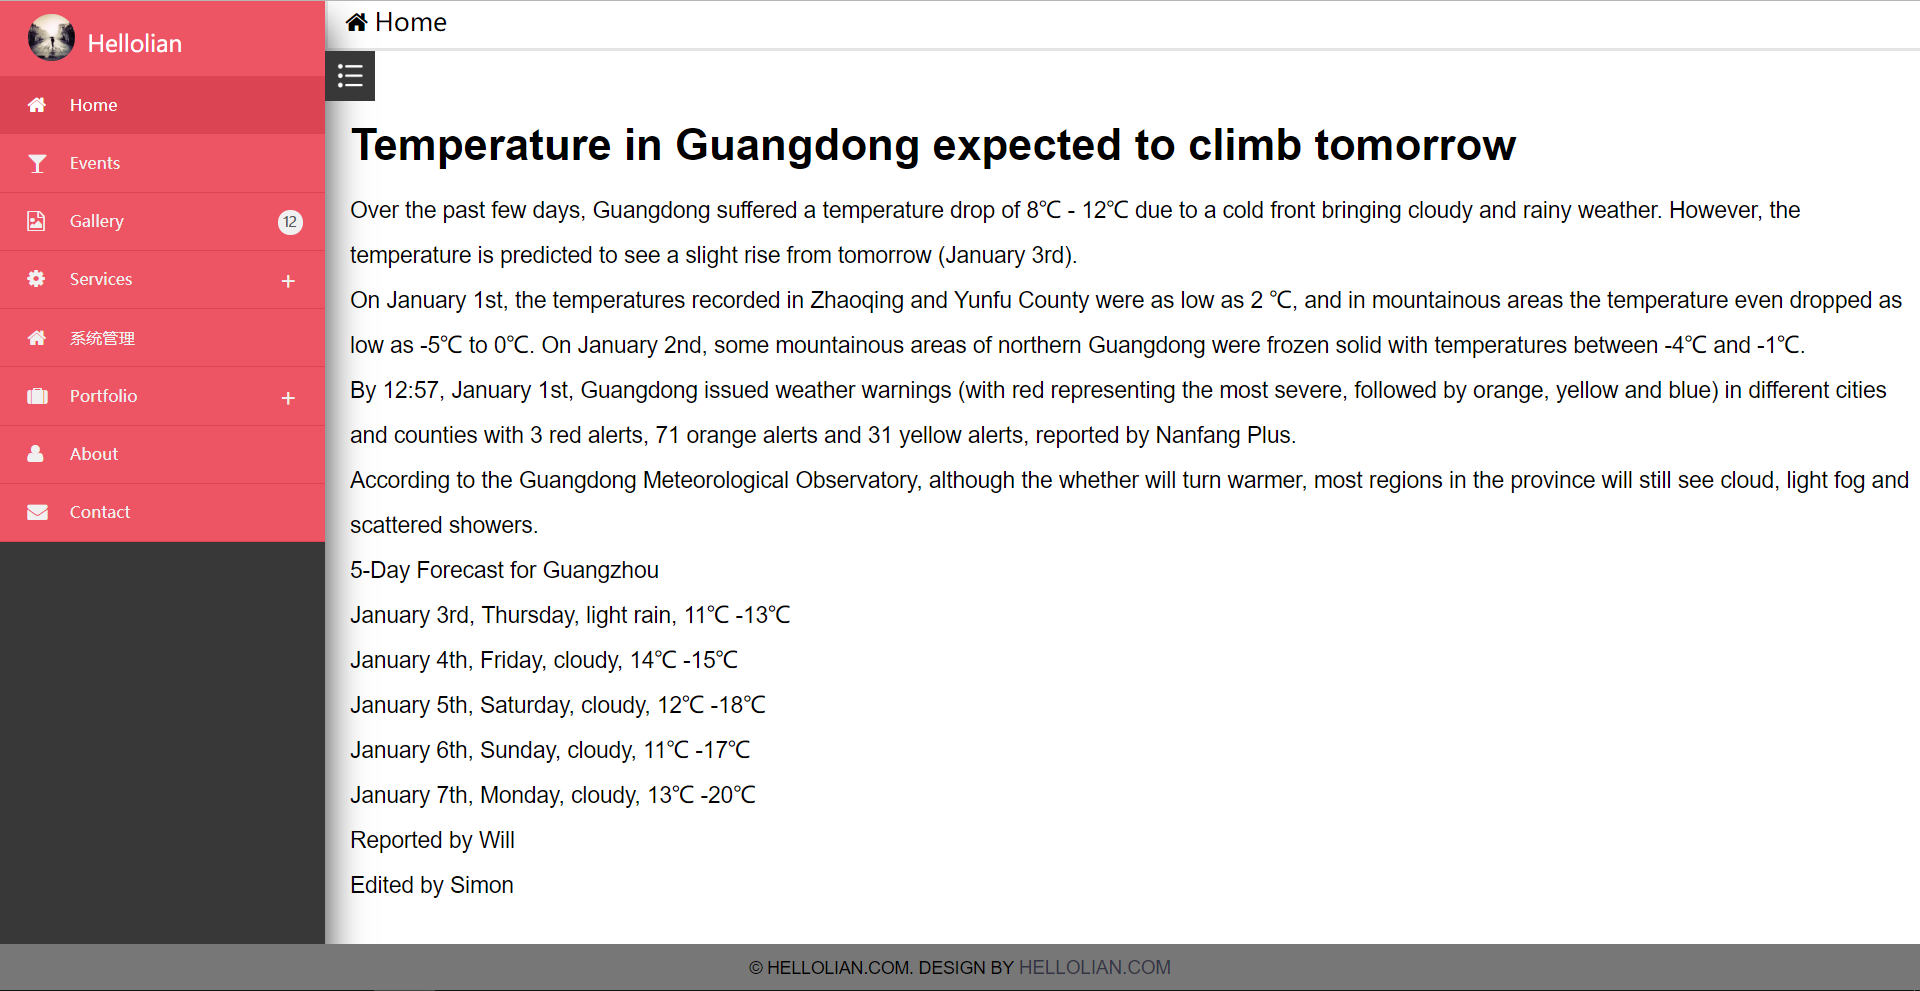 Hellolian
Home
Home
Events
Gallery 12
Services +
系统管理
Portfolio +
About
Contact
Temperature in Guangdong expected to climb tomorrow
Over the past few days, Guangdong suffered a temperature drop of 8℃ - 12℃ due to a cold front bringing cloudy and rainy weather. However, the
temperature is predicted to see a slight rise from tomorrow (January 3rd).
On January 1st, the temperatures recorded in Zhaoqing and Yunfu County were as low as 2 ℃, and in mountainous areas the temperature even dropped as
low as -5℃ to 0℃. On January 2nd, some mountainous areas of northern Guangdong were frozen solid with temperatures between -4℃ and -1℃.
By 12:57, January 1st, Guangdong issued weather warnings (with red representing the most severe, followed by orange, yellow and blue) in different cities
and counties with 3 red alerts, 71 orange alerts and 31 yellow alerts, reported by Nanfang Plus.
According to the Guangdong Meteorological Observatory, although the whether will turn warmer, most regions in the province will still see cloud, light fog and
scattered showers.
5-Day Forecast for Guangzhou
January 3rd, Thursday, light rain, 11℃ -13℃
January 4th, Friday, cloudy, 14℃ -15℃
January 5th, Saturday, cloudy, 12℃ -18℃
January 6th, Sunday, cloudy, 11℃ -17℃
January 7th, Monday, cloudy, 13℃ -20℃
Reported by Will
Edited by Simon
© HELLOLIAN.COM. DESIGN BY HELLOLIAN.COM